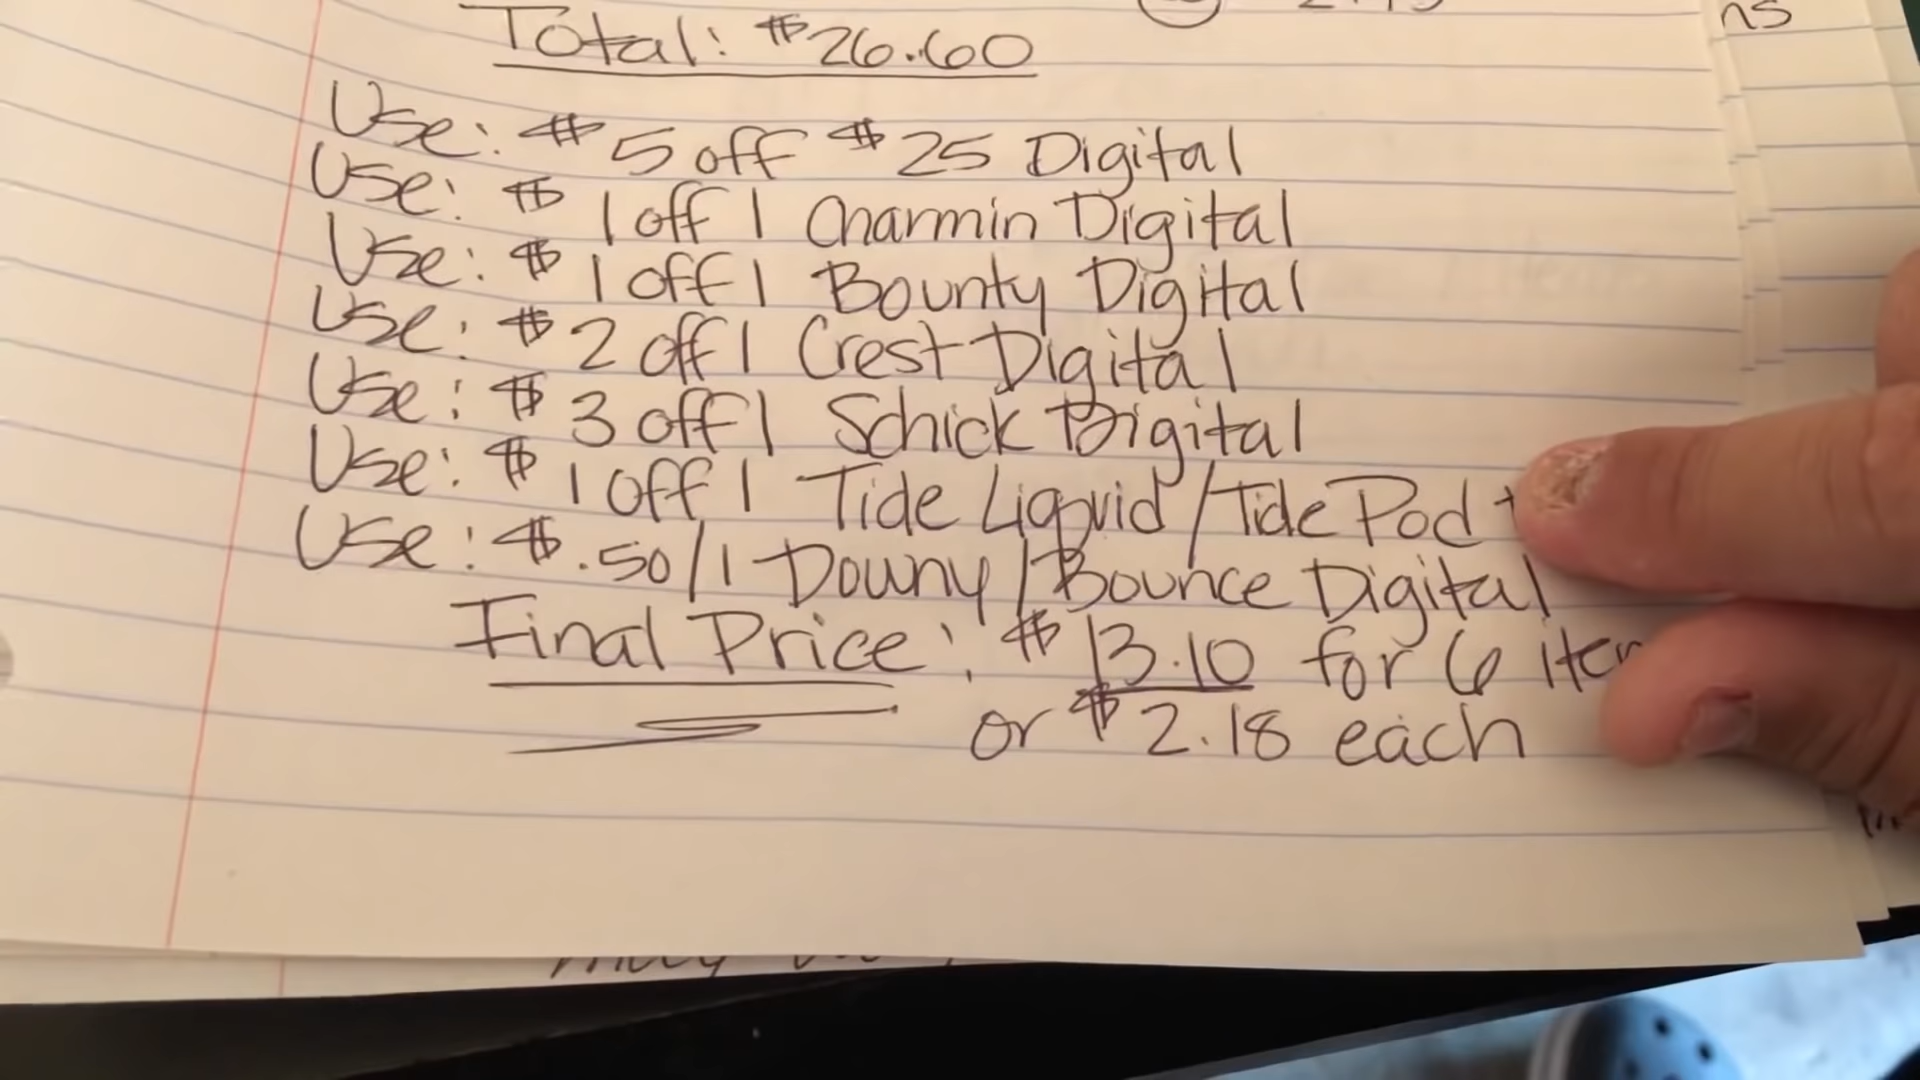 Total: $26.60
Use: $5 off $25 Digital
Use: $1 off 1 Charmin Digital
Use: $1 off 1 Bounty Digital
Use: $2 off 1 Crest Digital
Use: $3 off 1 Schick Digital
Use: $1 off 1 Tide Liquid/Tide Pod
Use: $.50/1 Downy/Bounce Digital
Final Price: $13.10 for 6
or $2.18 each